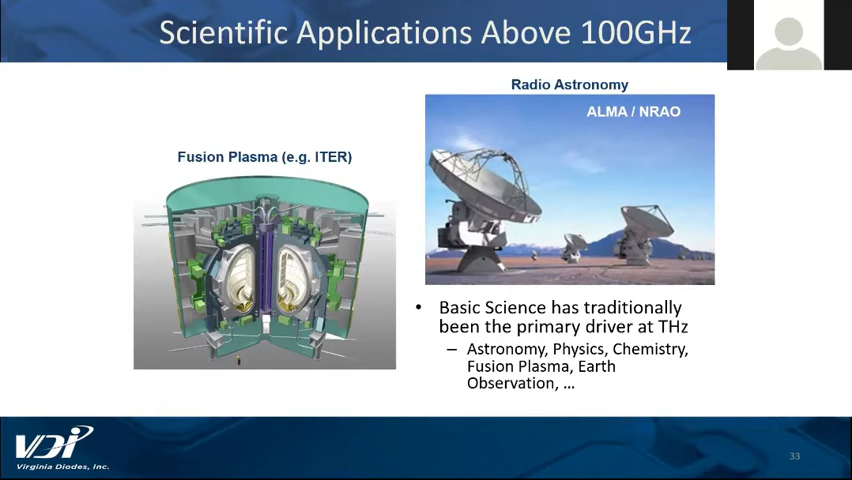 Scientific Applications Above 100GHz
Radio Astronomy
ALMA / NRAO
Fusion Plasma (e.g. ITER)
• Basic Science has traditionally
been the primary driver at THz
– Astronomy, Physics, Chemistry,
Fusion Plasma, Earth
Observation, …
VDI
Virginia Diodes, Inc.
33